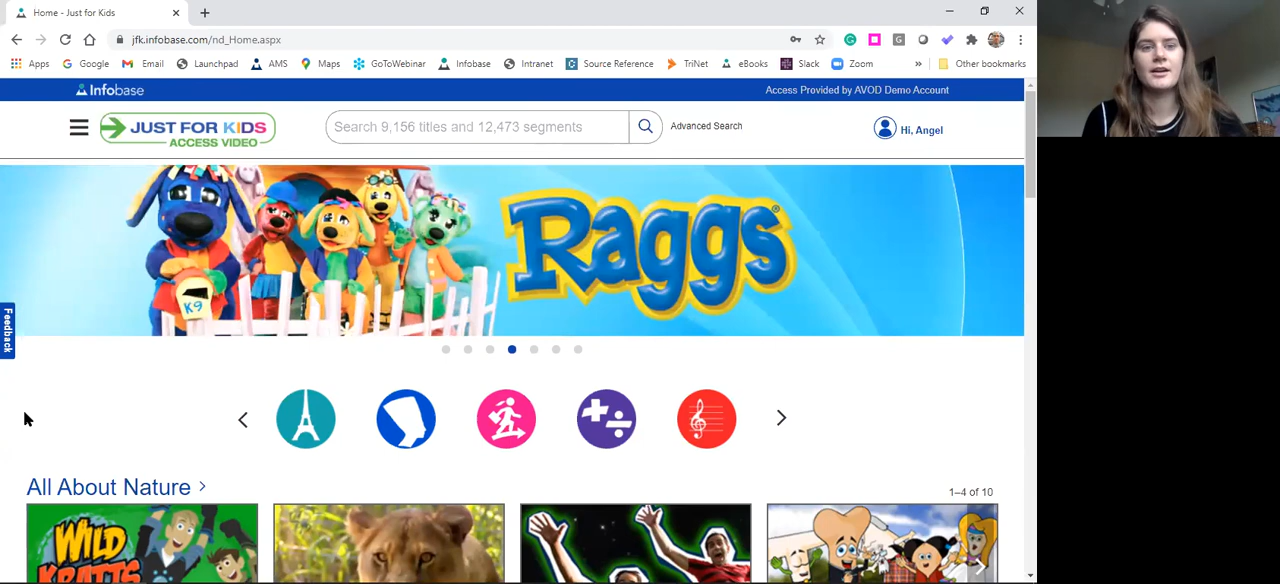 Home - Just for Kids
jfk.infobase.com/nd_Home.aspx
Apps Google Email Launchpad AMS Maps GoToWebinar Infobase Intranet Source Reference TriNet eBooks Slack Zoom » Other bookmarks
Infobase Access Provided by AVOD Demo Account
JUST FOR KIDS
ACCESS VIDEO
Search 9,156 titles and 12,473 segments Advanced Search Hi, Angel
Raggs®
K9
Feedback
All About Nature > 1–4 of 10
WILD
KRATTS